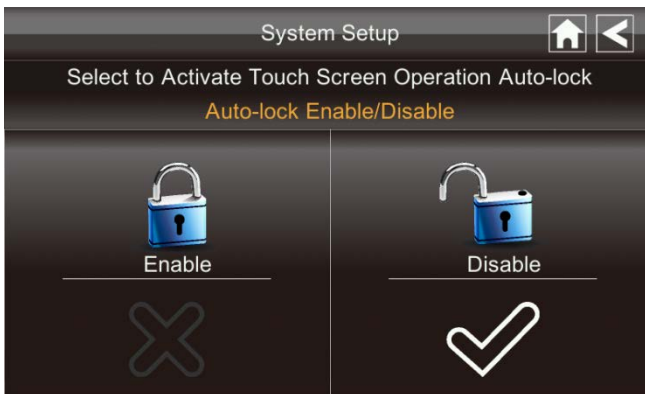 System Setup
Select to Activate Touch Screen Operation Auto-lock
Auto-lock Enable/Disable
Enable
Disable